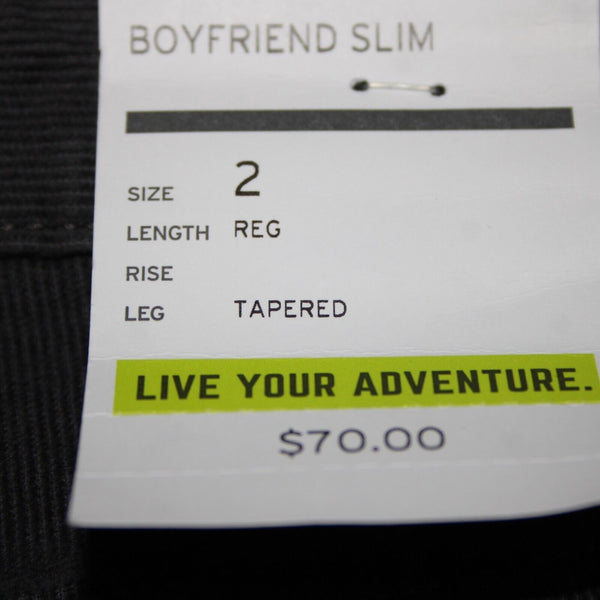 BOYFRIEND SLIM
SIZE 2
LENGTH REG
RISE
LEG TAPERED
LIVE YOUR ADVENTURE.
$70.00